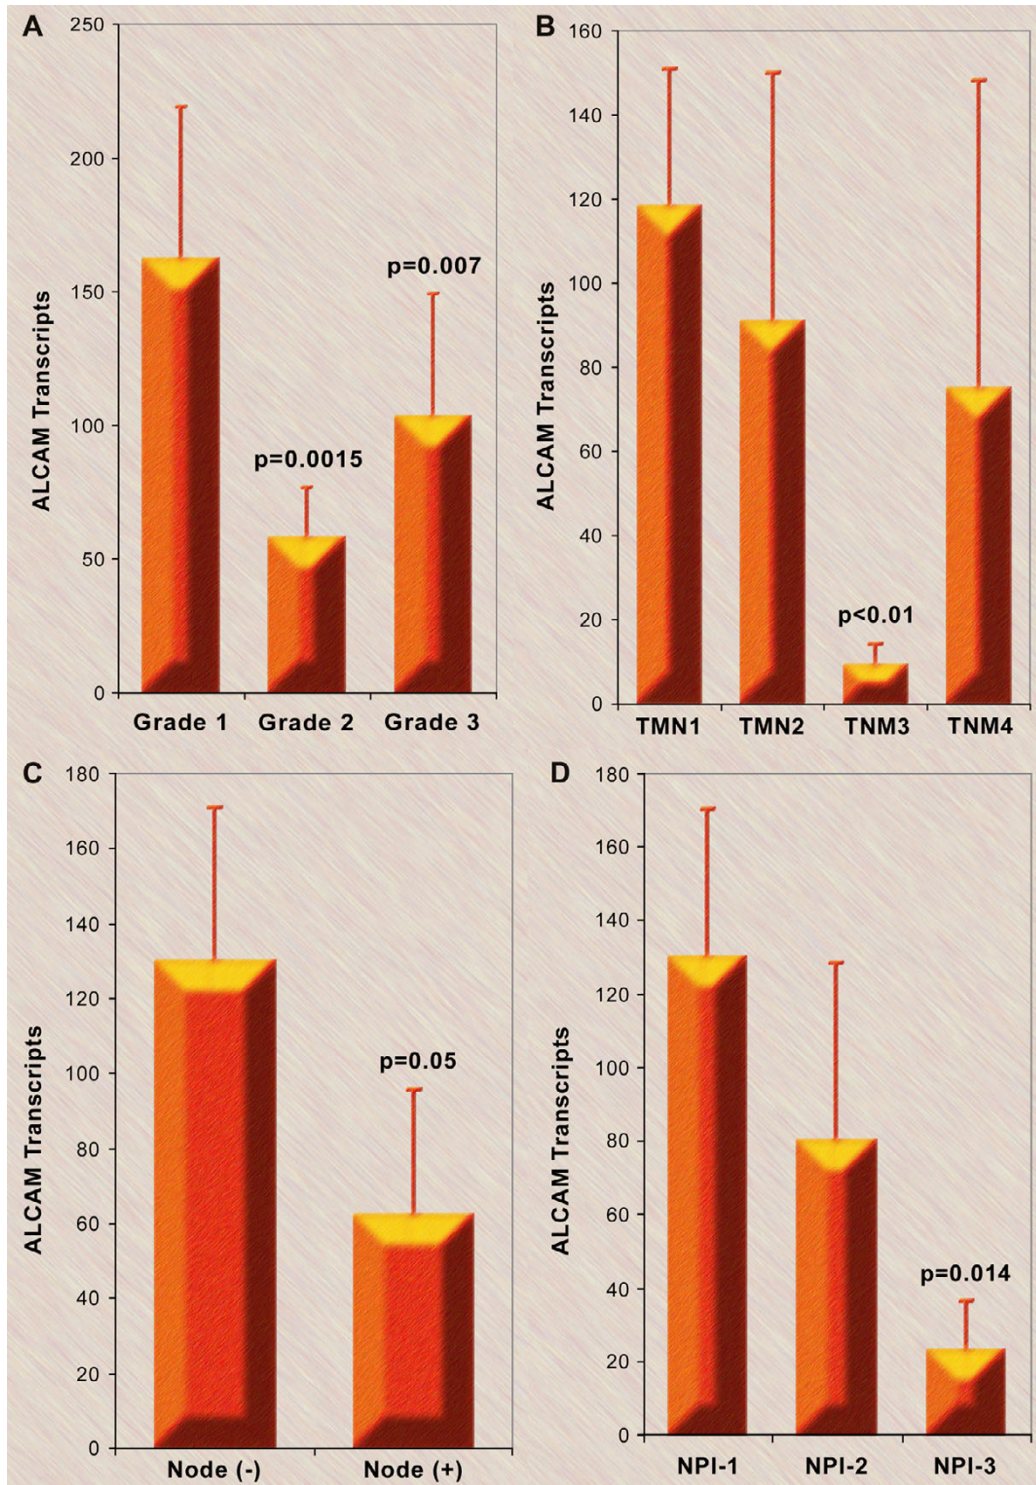 A
250
200
150
100
50
0
ALCAM Transcripts
p=0.0015
p=0.007
Grade 1 Grade 2 Grade 3
B
160
140
120
100
80
60
40
20
0
ALCAM Transcripts
p<0.01
TMN1 TMN2 TNM3 TNM4
C
180
160
140
120
100
80
60
40
20
0
ALCAM Transcripts
p=0.05
Node (-) Node (+)
D
180
160
140
120
100
80
60
40
20
0
ALCAM Transcripts
p=0.014
NPI-1 NPI-2 NPI-3